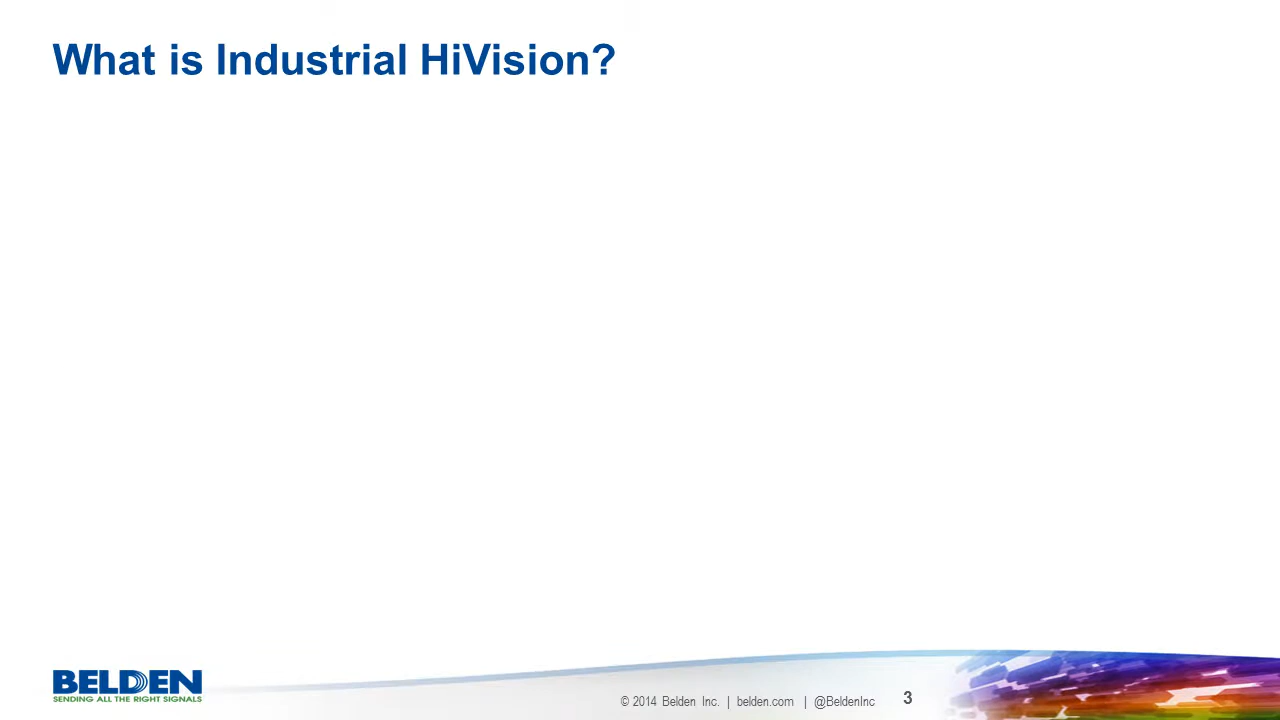 What is Industrial HiVision?
BELDEN
SENDING ALL THE RIGHT SIGNALS
© 2014 Belden Inc. | belden.com | @BeldenInc 3